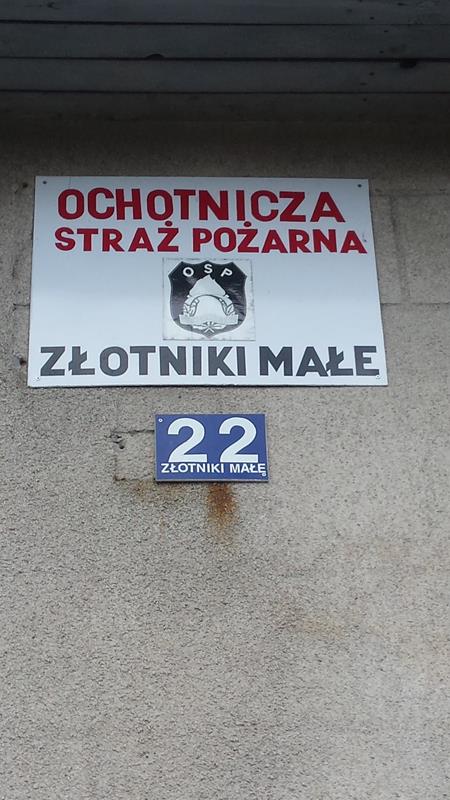 OCHOTNICZA
STRAŻ POŻARNA
OSP
ZŁOTNIKI MAŁE
22
ZŁOTNIKI MAŁE